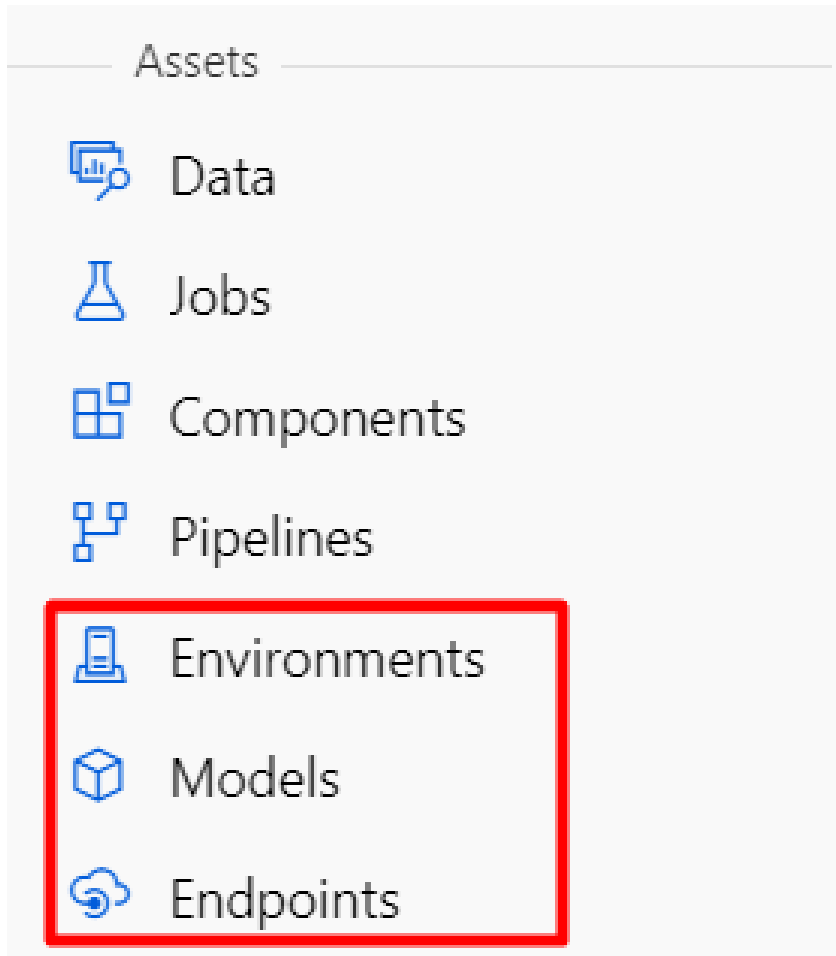 Assets
Data
Jobs
Components
Pipelines
Environments
Models
Endpoints